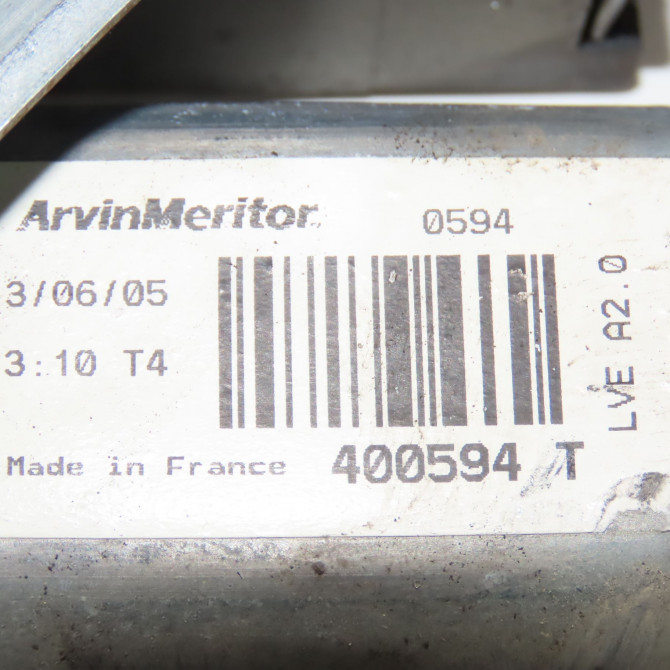 ArvinMeritor 0594
3/06/05
3:10 T4
Made in France 400594 T
LVE A2.0